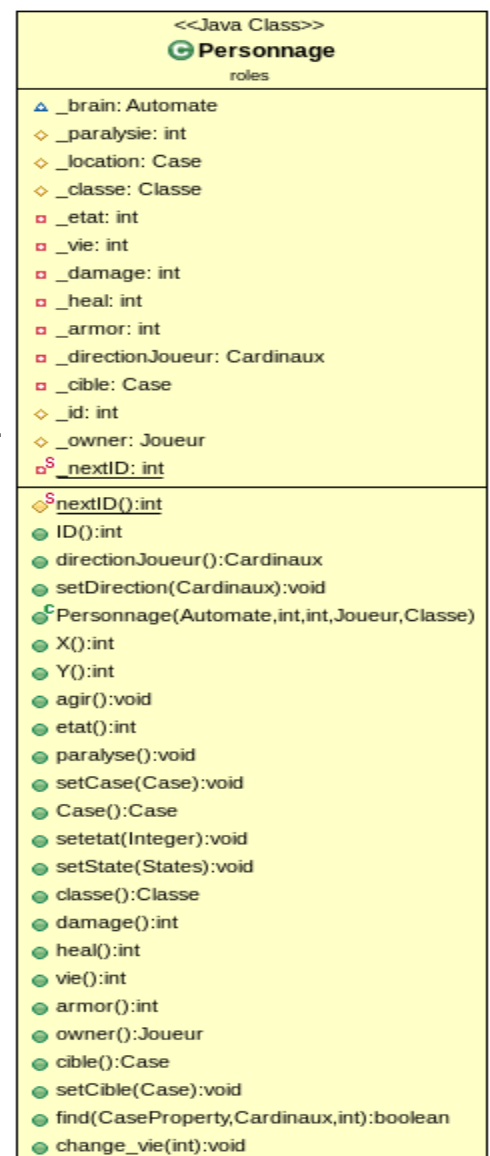 <<Java Class>>
Personnage
roles
_brain: Automate
_paralysie: int
_location: Case
_classe: Classe
_etat: int
_vie: int
_damage: int
_heal: int
_armor: int
_directionJoueur: Cardinaux
_cible: Case
_id: int
_owner: Joueur
_nextID: int
nextID():int
ID():int
directionJoueur():Cardinaux
setDirection(Cardinaux):void
Personnage(Automate,int,int,Joueur,Classe)
X():int
Y():int
agir():void
etat():int
paralyse():void
setCase(Case):void
Case():Case
setetat(Integer):void
setState(States):void
classe():Classe
damage():int
heal():int
vie():int
armor():int
owner():Joueur
cible():Case
setCible(Case):void
find(CaseProperty,Cardinaux,int):boolean
change_vie(int):void